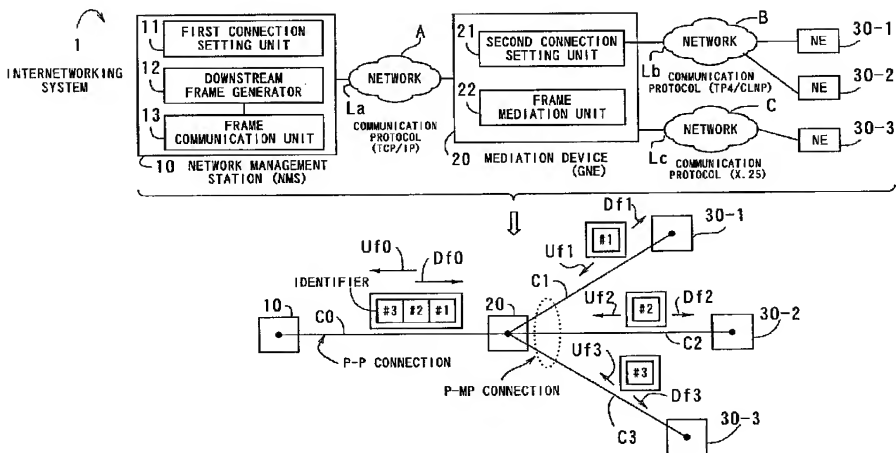 1
INTERNETWORKING
SYSTEM
11
FIRST CONNECTION
SETTING UNIT
12
DOWNSTREAM
FRAME GENERATOR
13
FRAME
COMMUNICATION UNIT
10 NETWORK MANAGEMENT
STATION (NMS)
A
NETWORK
La
COMMUNICATION
PROTOCOL
(TCP/IP)
21
SECOND CONNECTION
SETTING UNIT
22
FRAME
MEDIATION UNIT
20 MEDIATION DEVICE
(GNE)
B
NETWORK
Lb
COMMUNICATION
PROTOCOL (TP4/CLNP)
C
NETWORK
Lc
COMMUNICATION
PROTOCOL (X.25)
NE
30-1
NE
30-2
NE
30-3
Uf0
Df0
IDENTIFIER
#3 #2 #1
10
C0
P-P CONNECTION
20
P-MP CONNECTION
Df1
#1
Uf1
C1
30-1
Uf2
#2
Df2
C2
30-2
Uf3
#3
Df3
C3
30-3